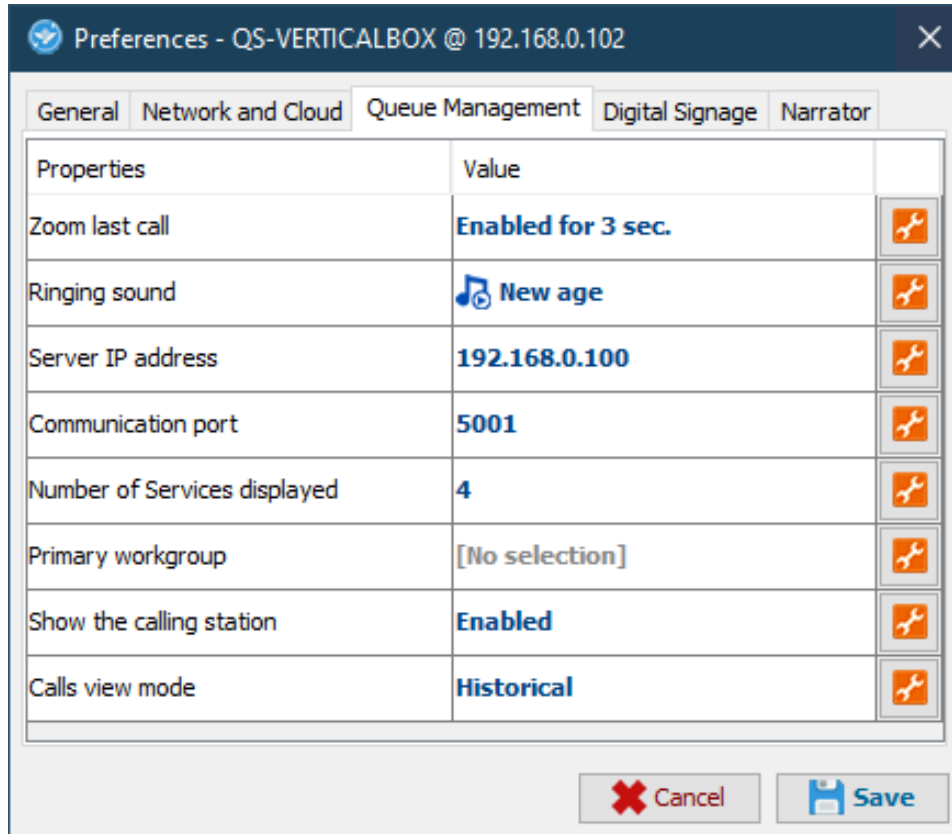 Preferences - QS-VERTICALBOX @ 192.168.0.102
General Network and Cloud Queue Management Digital Signage Narrator
Properties Value
Zoom last call Enabled for 3 sec.
Ringing sound New age
Server IP address 192.168.0.100
Communication port 5001
Number of Services displayed 4
Primary workgroup [No selection]
Show the calling station Enabled
Calls view mode Historical
Cancel Save